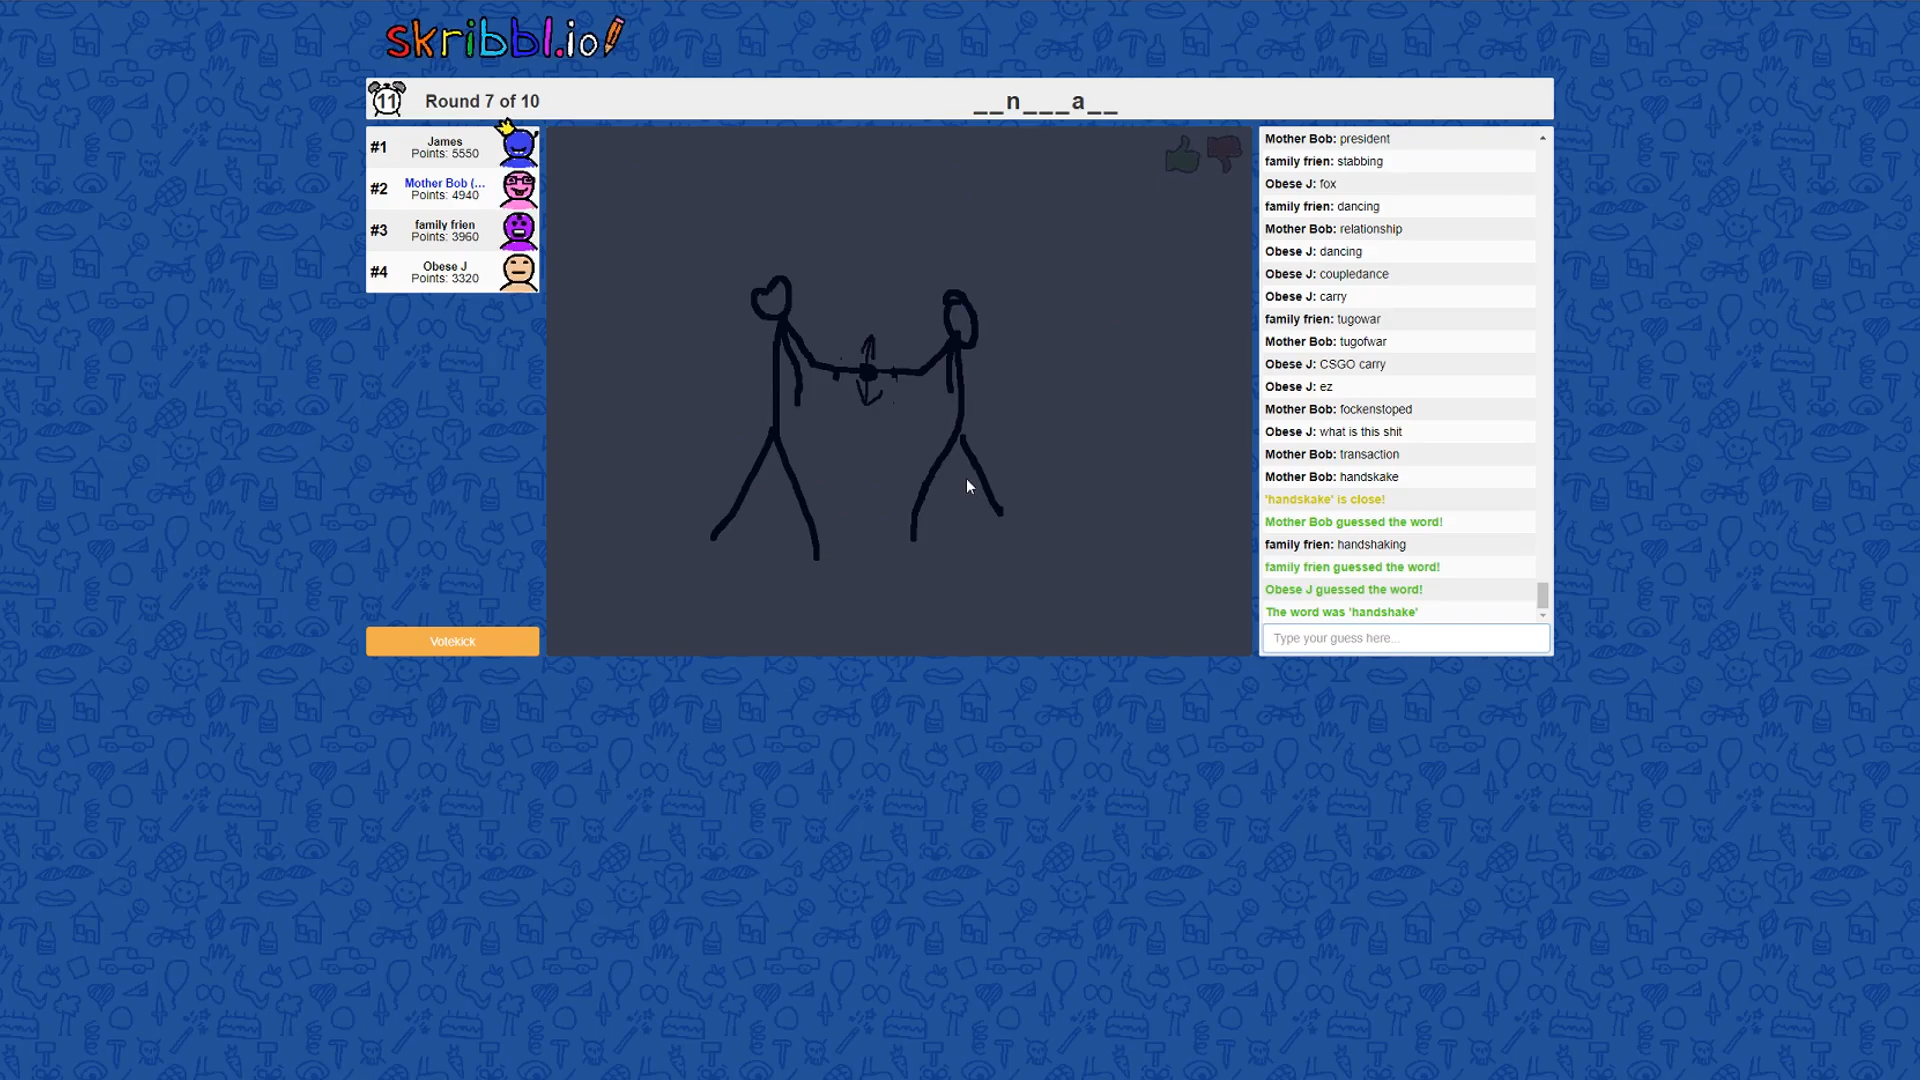 skribbl.io
11
Round 7 of 10
__n___a__
#1
James
Points: 5550
#2
Mother Bob (...
Points: 4940
#3
family frien
Points: 3960
#4
Obese J
Points: 3320
Votekick
Mother Bob: president
family frien: stabbing
Obese J: fox
family frien: dancing
Mother Bob: relationship
Obese J: dancing
Obese J: coupledance
Obese J: carry
family frien: tugowar
Mother Bob: tugofwar
Obese J: CSGO carry
Obese J: ez
Mother Bob: fockenstoped
Obese J: what is this shit
Mother Bob: transaction
Mother Bob: handskake
'handskake' is close!
Mother Bob guessed the word!
family frien: handshaking
family frien guessed the word!
Obese J guessed the word!
The word was 'handshake'
Type your guess here...